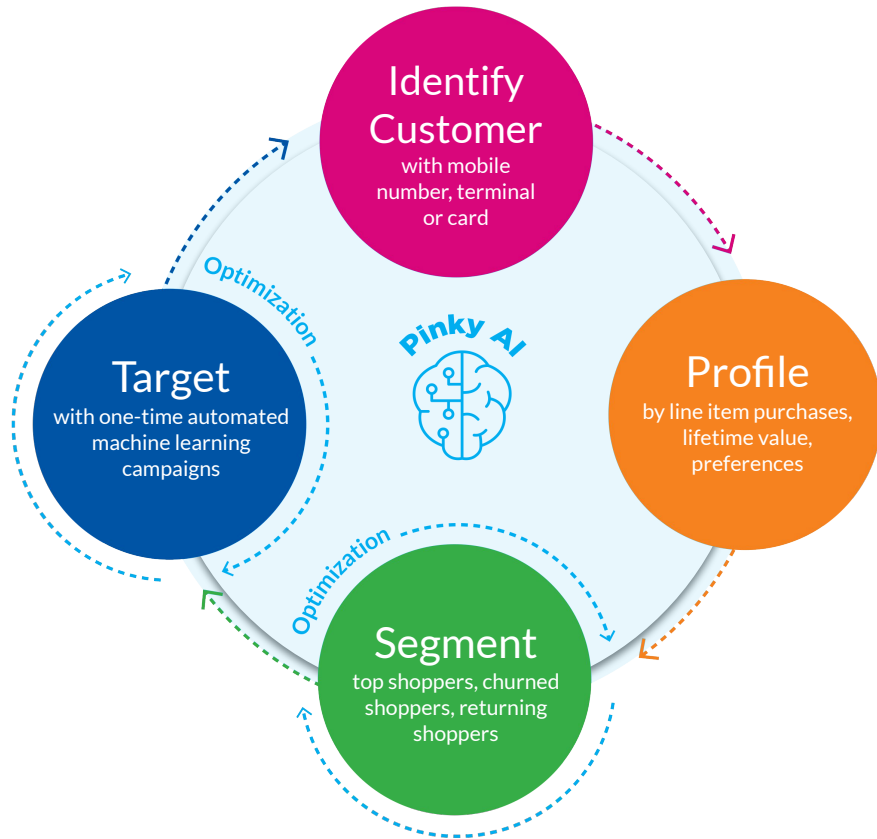 Identify
Customer
with mobile
number, terminal
or card
Optimization
Pinky AI
Target
with one-time automated
machine learning
campaigns
Profile
by line item purchases,
lifetime value,
preferences
Optimization
Segment
top shoppers, churned
shoppers, returning
shoppers